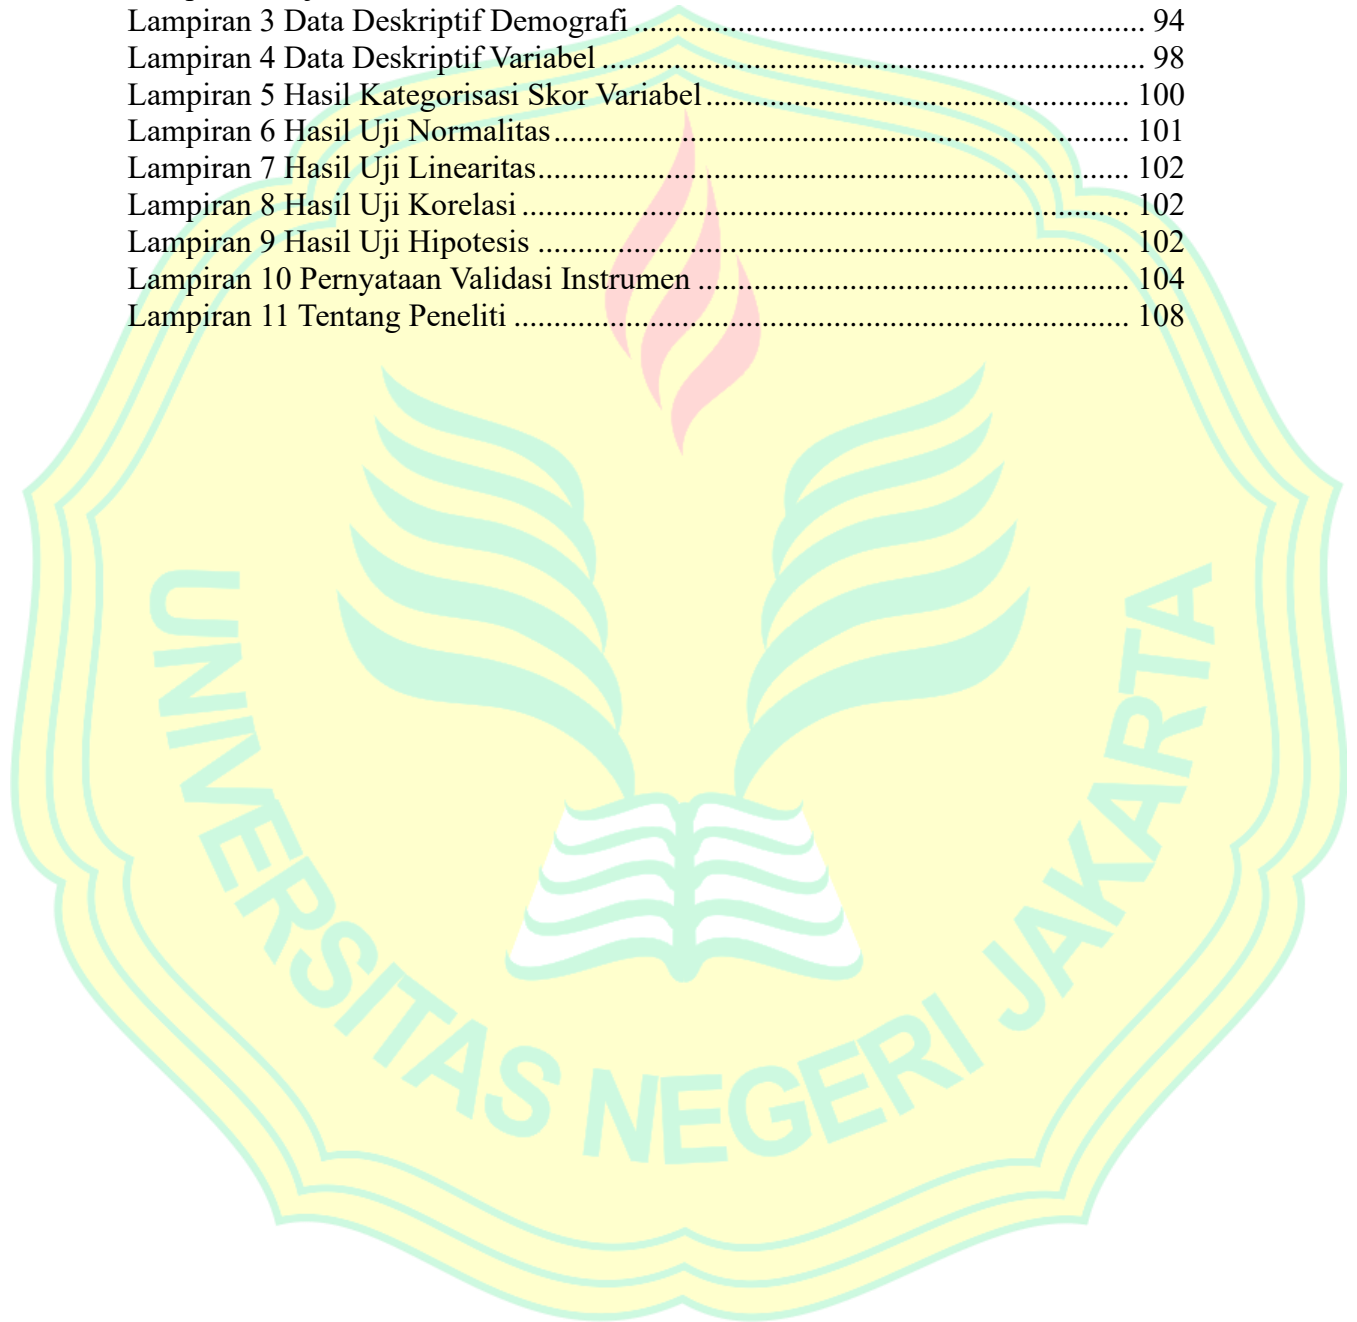 Lampiran 3 Data Deskriptif Demografi ................................................................ 94
Lampiran 4 Data Deskriptif Variabel .................................................................... 98
Lampiran 5 Hasil Kategorisasi Skor Variabel ..................................................... 100
Lampiran 6 Hasil Uji Normalitas ........................................................................ 101
Lampiran 7 Hasil Uji Linearitas .......................................................................... 102
Lampiran 8 Hasil Uji Korelasi ............................................................................ 102
Lampiran 9 Hasil Uji Hipotesis .......................................................................... 102
Lampiran 10 Pernyataan Validasi Instrumen ...................................................... 104
Lampiran 11 Tentang Peneliti ............................................................................. 108
UNIVERSITAS NEGERI JAKARTA